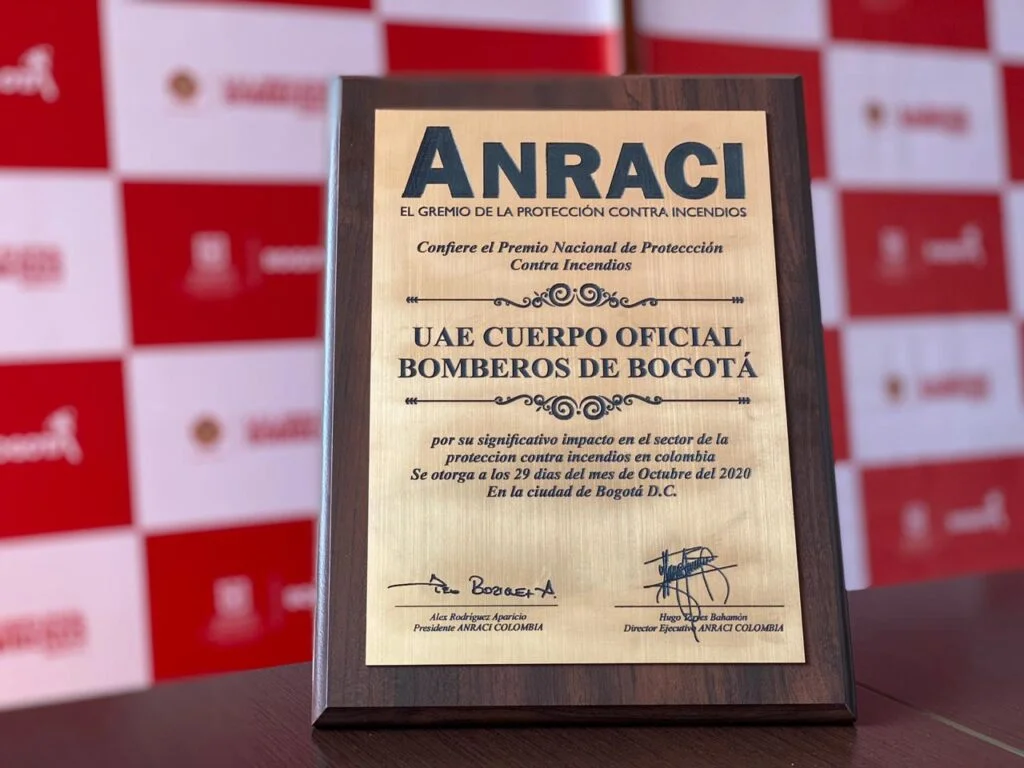 ANRACI
EL GREMIO DE LA PROTECCIÓN CONTRA INCENDIOS
Confiere el Premio Nacional de Proteccción
Contra Incendios
UAE CUERPO OFICIAL
BOMBEROS DE BOGOTÁ
por su significativo impacto en el sector de la
proteccion contra incendios en colombia
Se otorga a los 29 dias del mes de Octubre del 2020
En la ciudad de Bogotá D.C.
Alex Rodríguez Aparicio
Presidente ANRACI COLOMBIA
Hugo Torres Bahamón
Director Ejecutivo ANRACI COLOMBIA